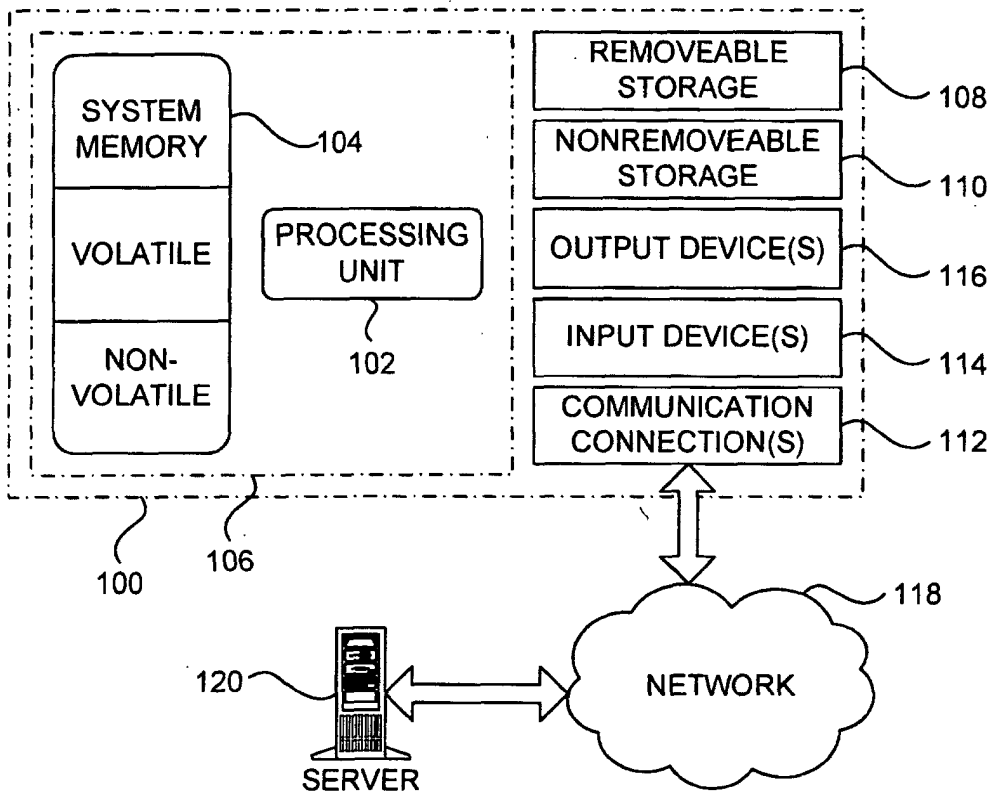 SYSTEM
MEMORY
104
VOLATILE
NON-
VOLATILE
PROCESSING
UNIT
102
REMOVEABLE
STORAGE
108
NONREMOVEABLE
STORAGE
110
OUTPUT DEVICE(S)
116
INPUT DEVICE(S)
114
COMMUNICATION
CONNECTION(S)
112
106
100
118
NETWORK
120
SERVER